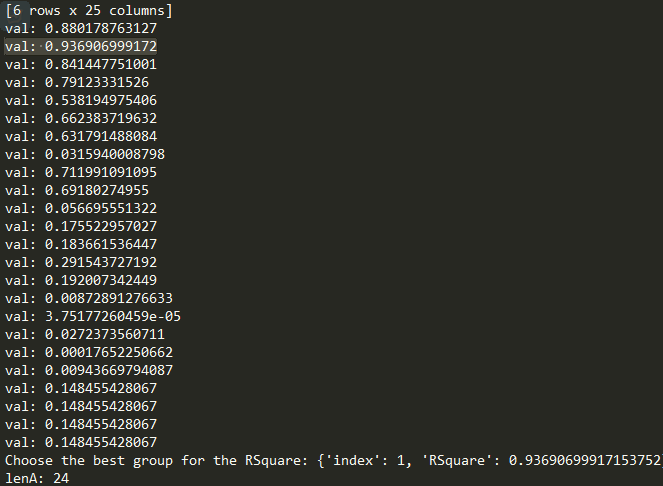 [6 rows x 25 columns]
val: 0.880178763127
val: 0.936906999172
val: 0.841447751001
val: 0.79123331526
val: 0.538194975406
val: 0.662383719632
val: 0.631791488084
val: 0.0315940008798
val: 0.711991091095
val: 0.69180274955
val: 0.056695551322
val: 0.175522957027
val: 0.183661536447
val: 0.291543727192
val: 0.192007342449
val: 0.00872891276633
val: 3.75177260459e-05
val: 0.0272373560711
val: 0.00017652250662
val: 0.00943669794087
val: 0.148455428067
val: 0.148455428067
val: 0.148455428067
val: 0.148455428067
Choose the best group for the RSquare: {'index': 1, 'RSquare': 0.93690699917153752}
lenA: 24